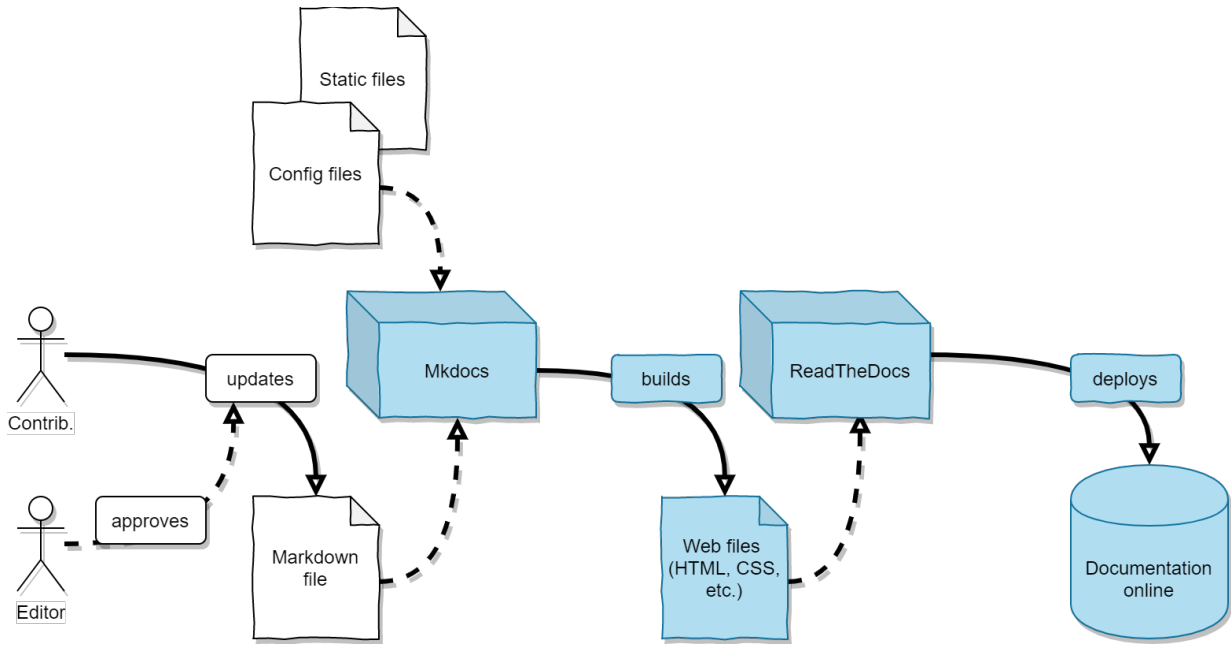 Static files
Config files
Contrib.
updates
Mkdocs
builds
ReadTheDocs
deploys
Editor
approves
Markdown
file
Web files
(HTML, CSS,
etc.)
Documentation
online